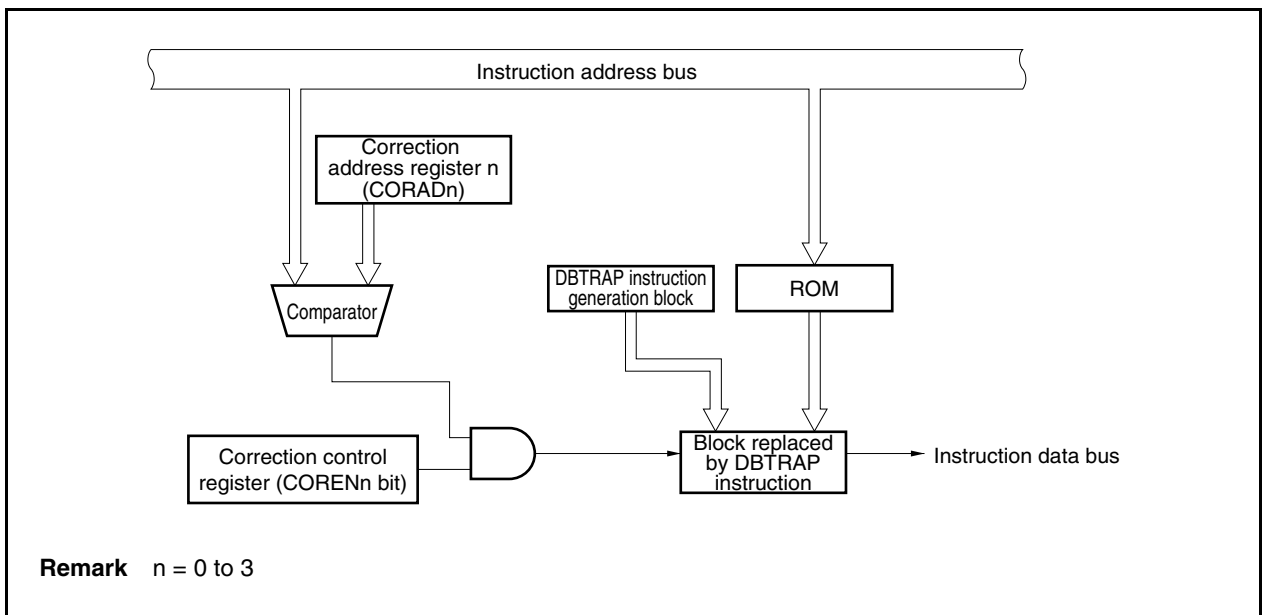 Instruction address bus
Correction
address register n
(CORADn)
Comparator
DBTRAP instruction
generation block
ROM
Correction control
register (CORENn bit)
Block replaced
by DBTRAP
instruction
Instruction data bus
Remark n = 0 to 3